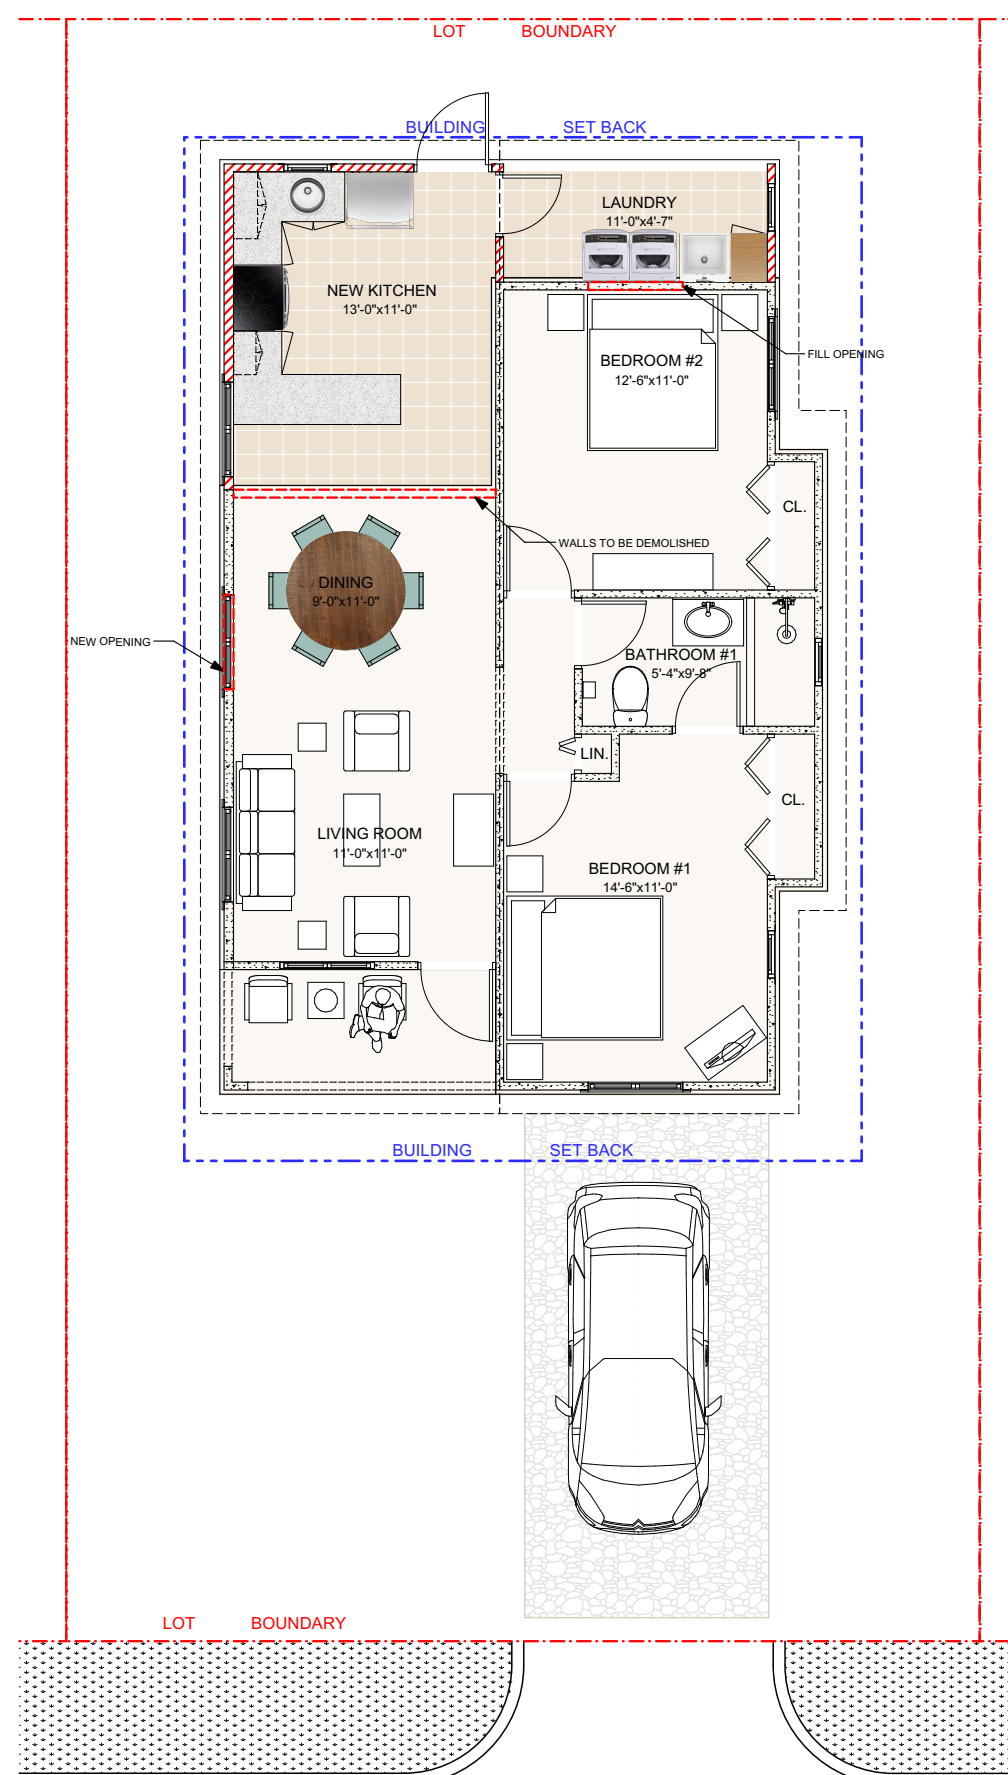 LOT BOUNDARY
BUILDING SET BACK
LAUNDRY
11'-0"x4'-7"
NEW KITCHEN
13'-0"x11'-0"
FILL OPENING
BEDROOM #2
12'-6"x11'-0"
CL.
WALLS TO BE DEMOLISHED
DINING
9'-0"x11'-0"
NEW OPENING
BATHROOM #1
5'-4"x9'-8"
LIN.
CL.
LIVING ROOM
11'-0"x11'-0"
BEDROOM #1
14'-6"x11'-0"
BUILDING SET BACK
LOT BOUNDARY